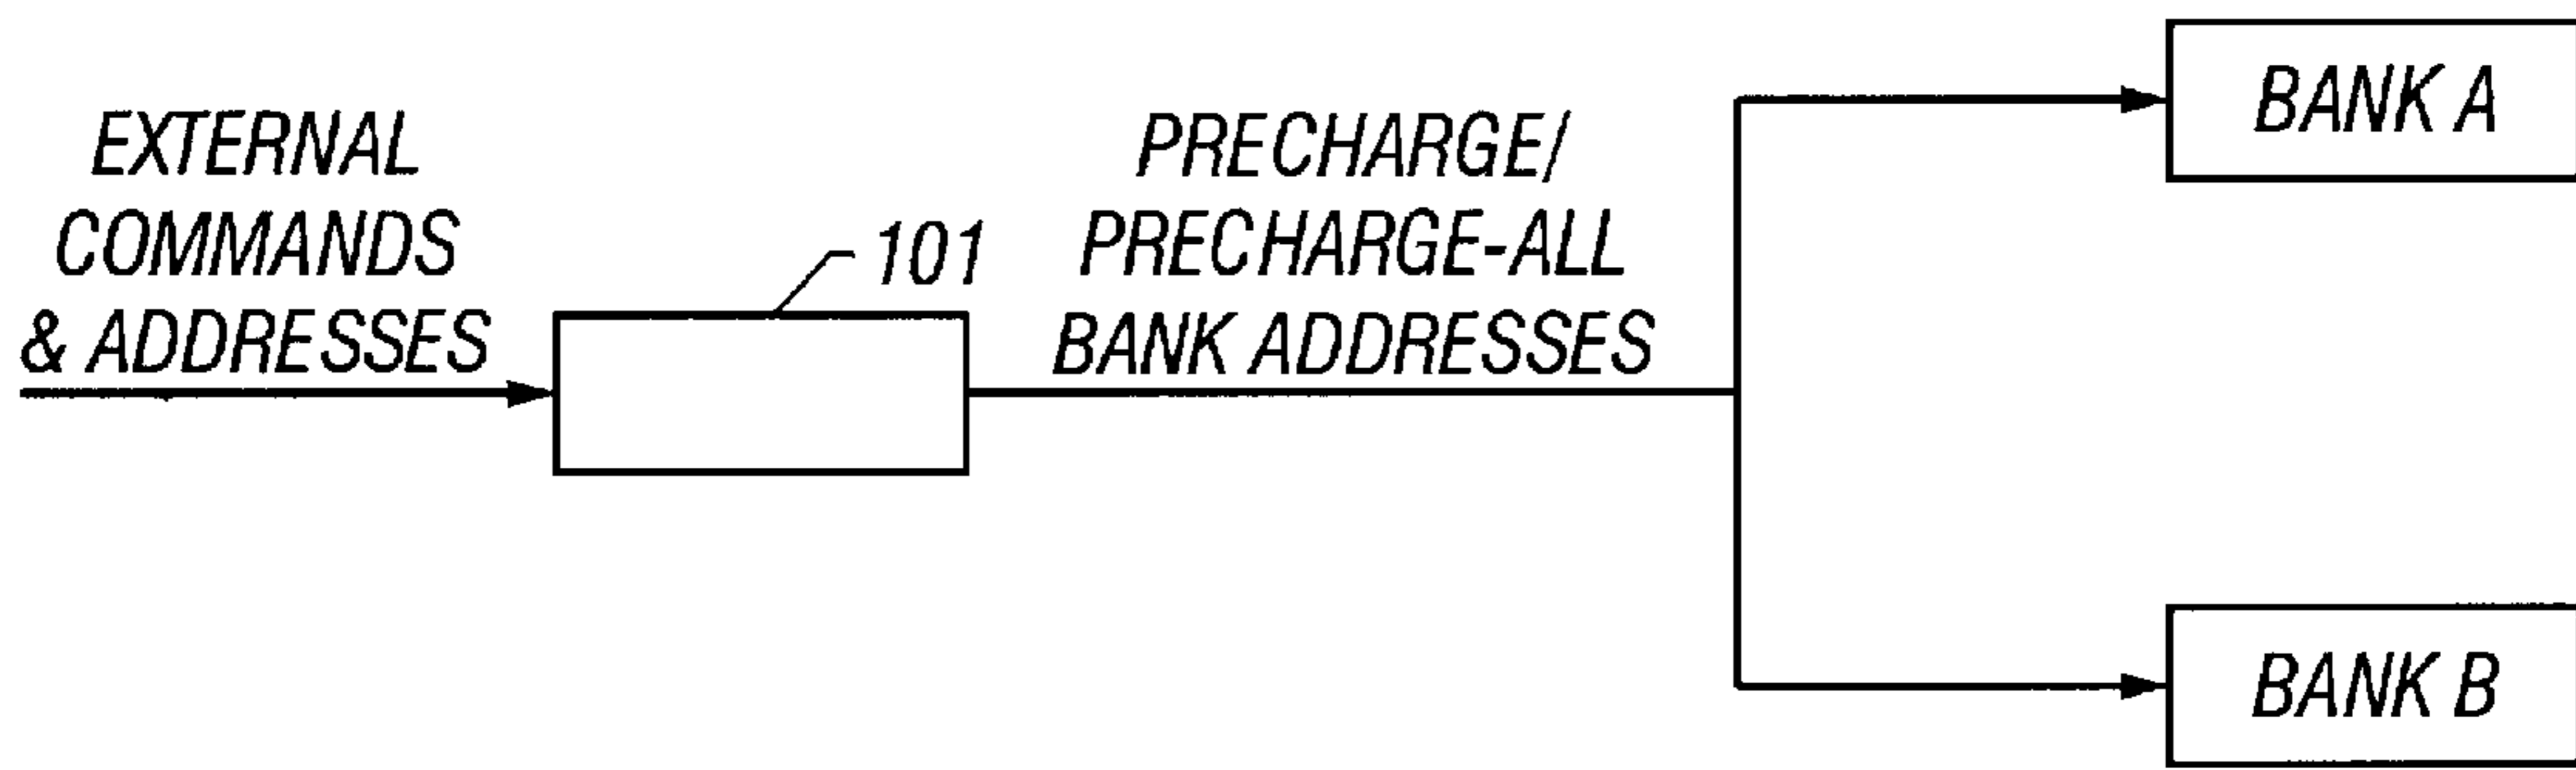 EXTERNAL
COMMANDS
& ADDRESSES
101
PRECHARGE/
PRECHARGE-ALL
BANK ADDRESSES
BANK A
BANK B